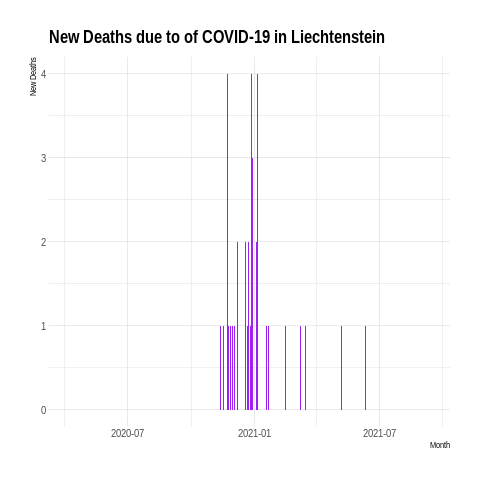 New Deaths due to of COVID-19 in Liechtenstein
New Deaths
4
3
2
1
0
2020-07 2021-01 2021-07
Month